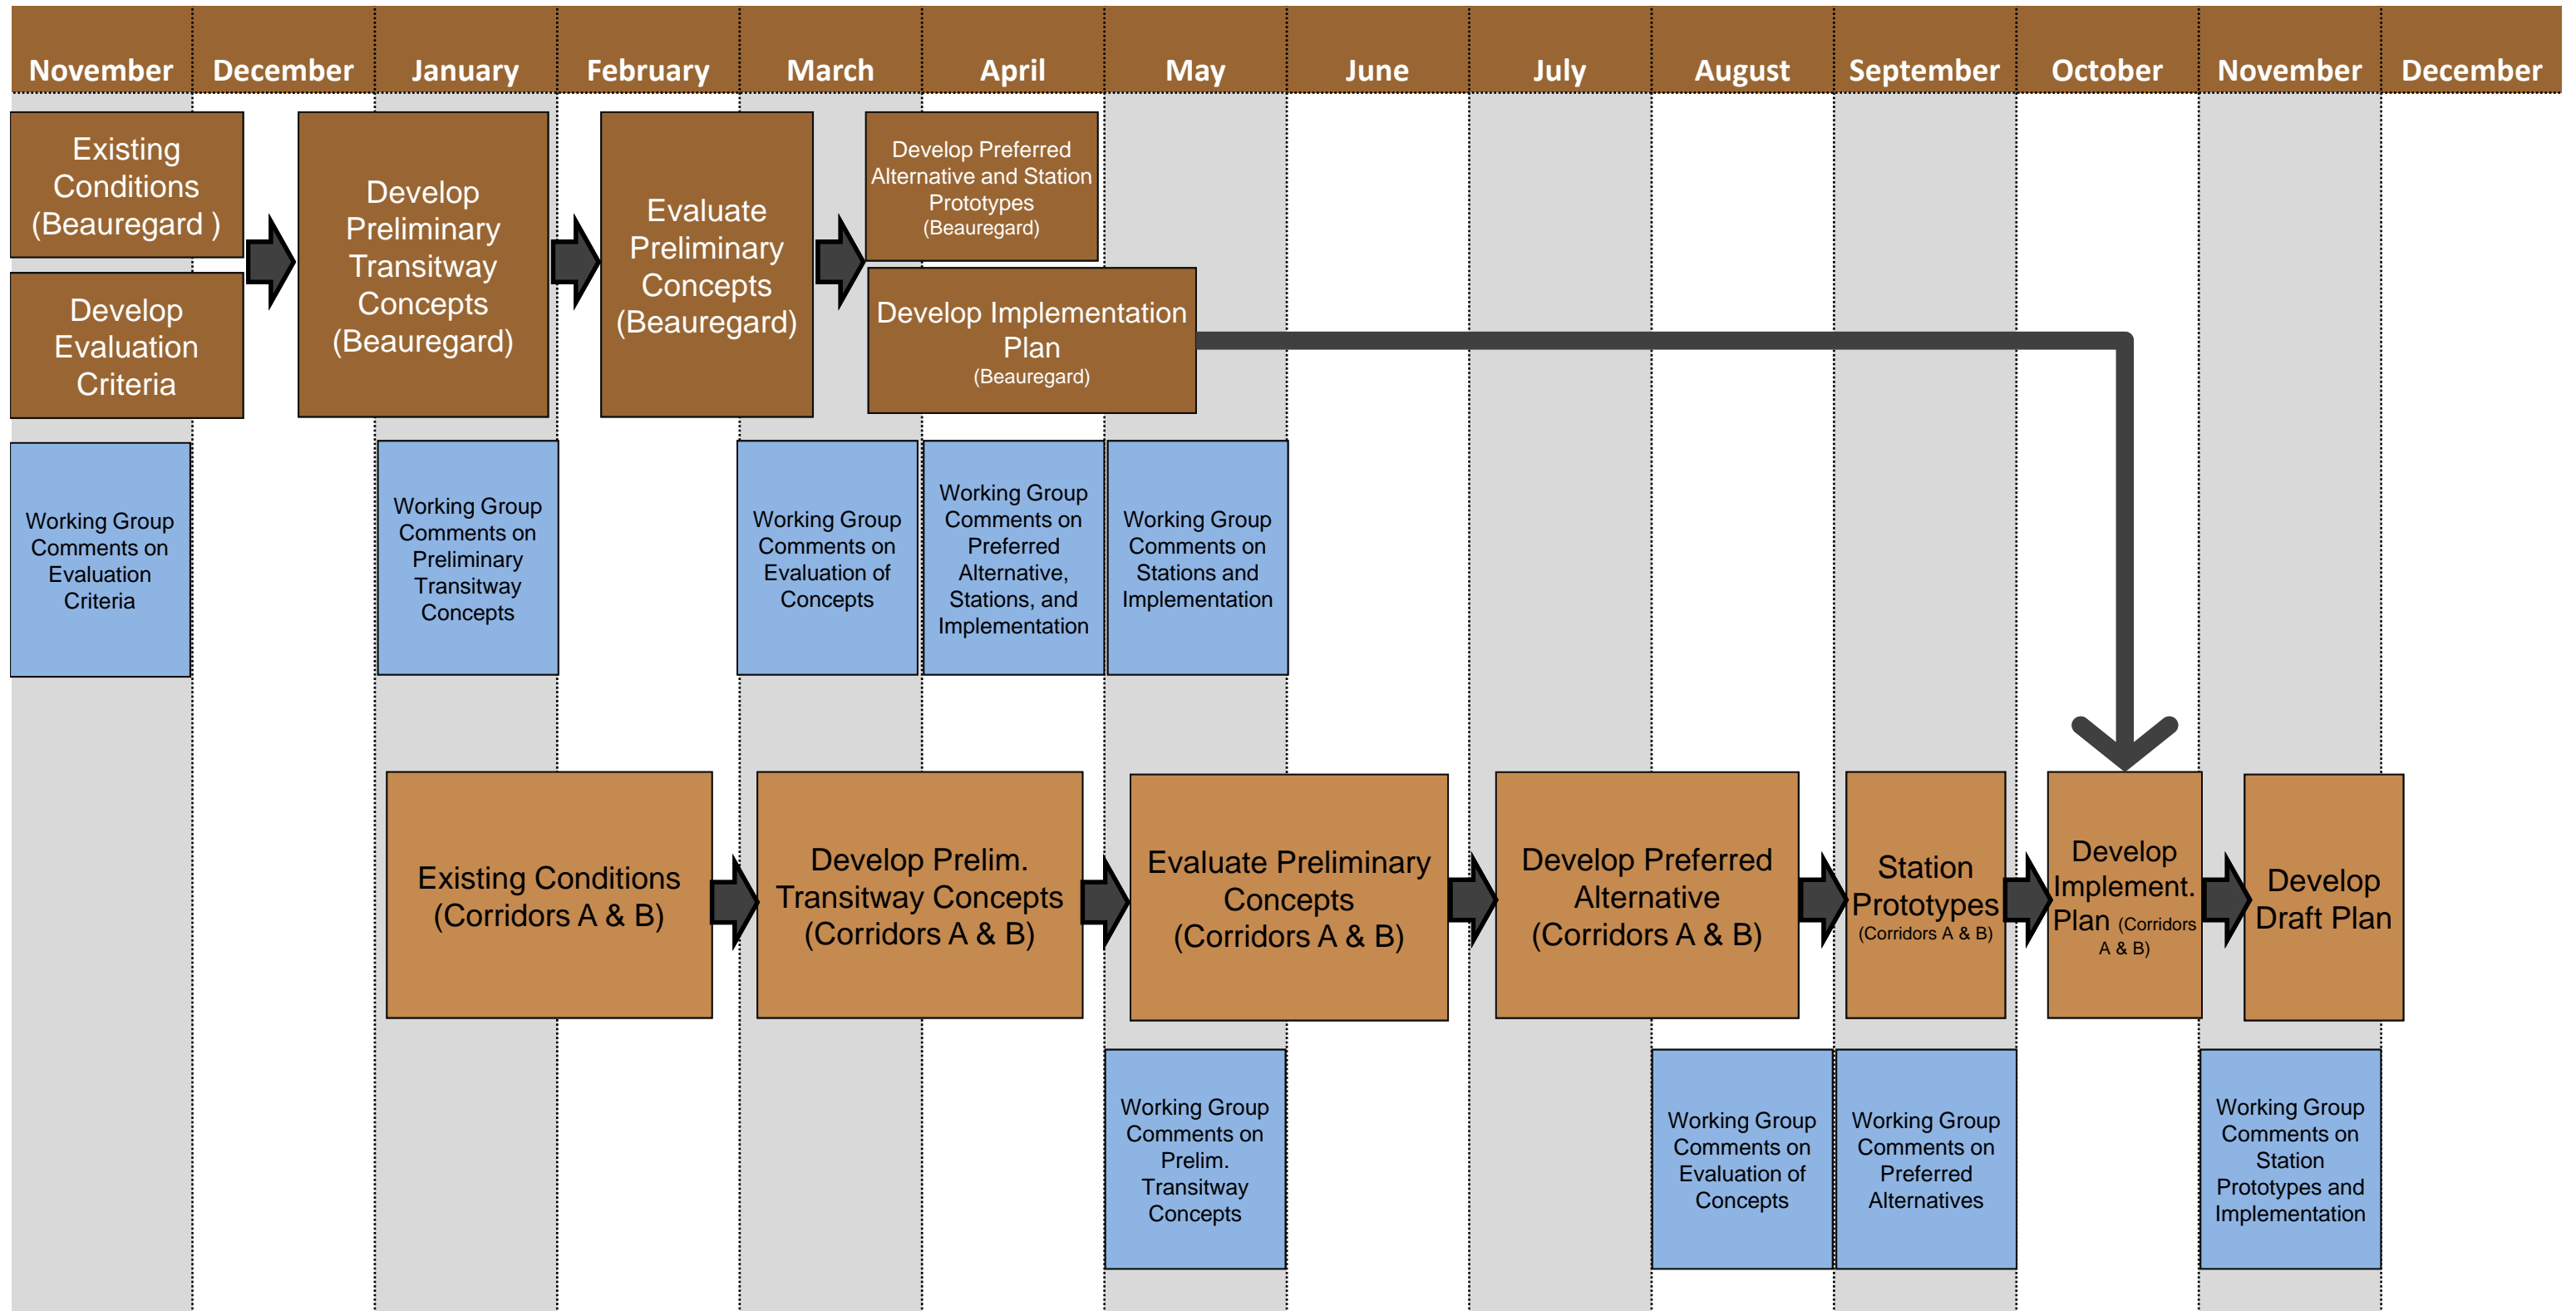 November December January February March April May June July August September October November December
Existing
Conditions
(Beauregard )
Develop
Evaluation
Criteria
Develop
Preliminary
Transitway
Concepts
(Beauregard)
Evaluate
Preliminary
Concepts
(Beauregard)
Develop Preferred
Alternative and Station
Prototypes
(Beauregard)
Develop Implementation
Plan
(Beauregard)
Working Group
Comments on
Evaluation
Criteria
Working Group
Comments on
Preliminary
Transitway
Concepts
Working Group
Comments on
Evaluation of
Concepts
Working Group
Comments on
Preferred
Alternative,
Stations, and
Implementation
Working Group
Comments on
Stations and
Implementation
Existing Conditions
(Corridors A & B)
Develop Prelim.
Transitway Concepts
(Corridors A & B)
Evaluate Preliminary
Concepts
(Corridors A & B)
Develop Preferred
Alternative
(Corridors A & B)
Station
Prototypes
(Corridors A & B)
Develop
Implement.
Plan (Corridors
A & B)
Develop
Draft Plan
Working Group
Comments on
Prelim.
Transitway
Concepts
Working Group
Comments on
Evaluation of
Concepts
Working Group
Comments on
Preferred
Alternatives
Working Group
Comments on
Station
Prototypes and
Implementation